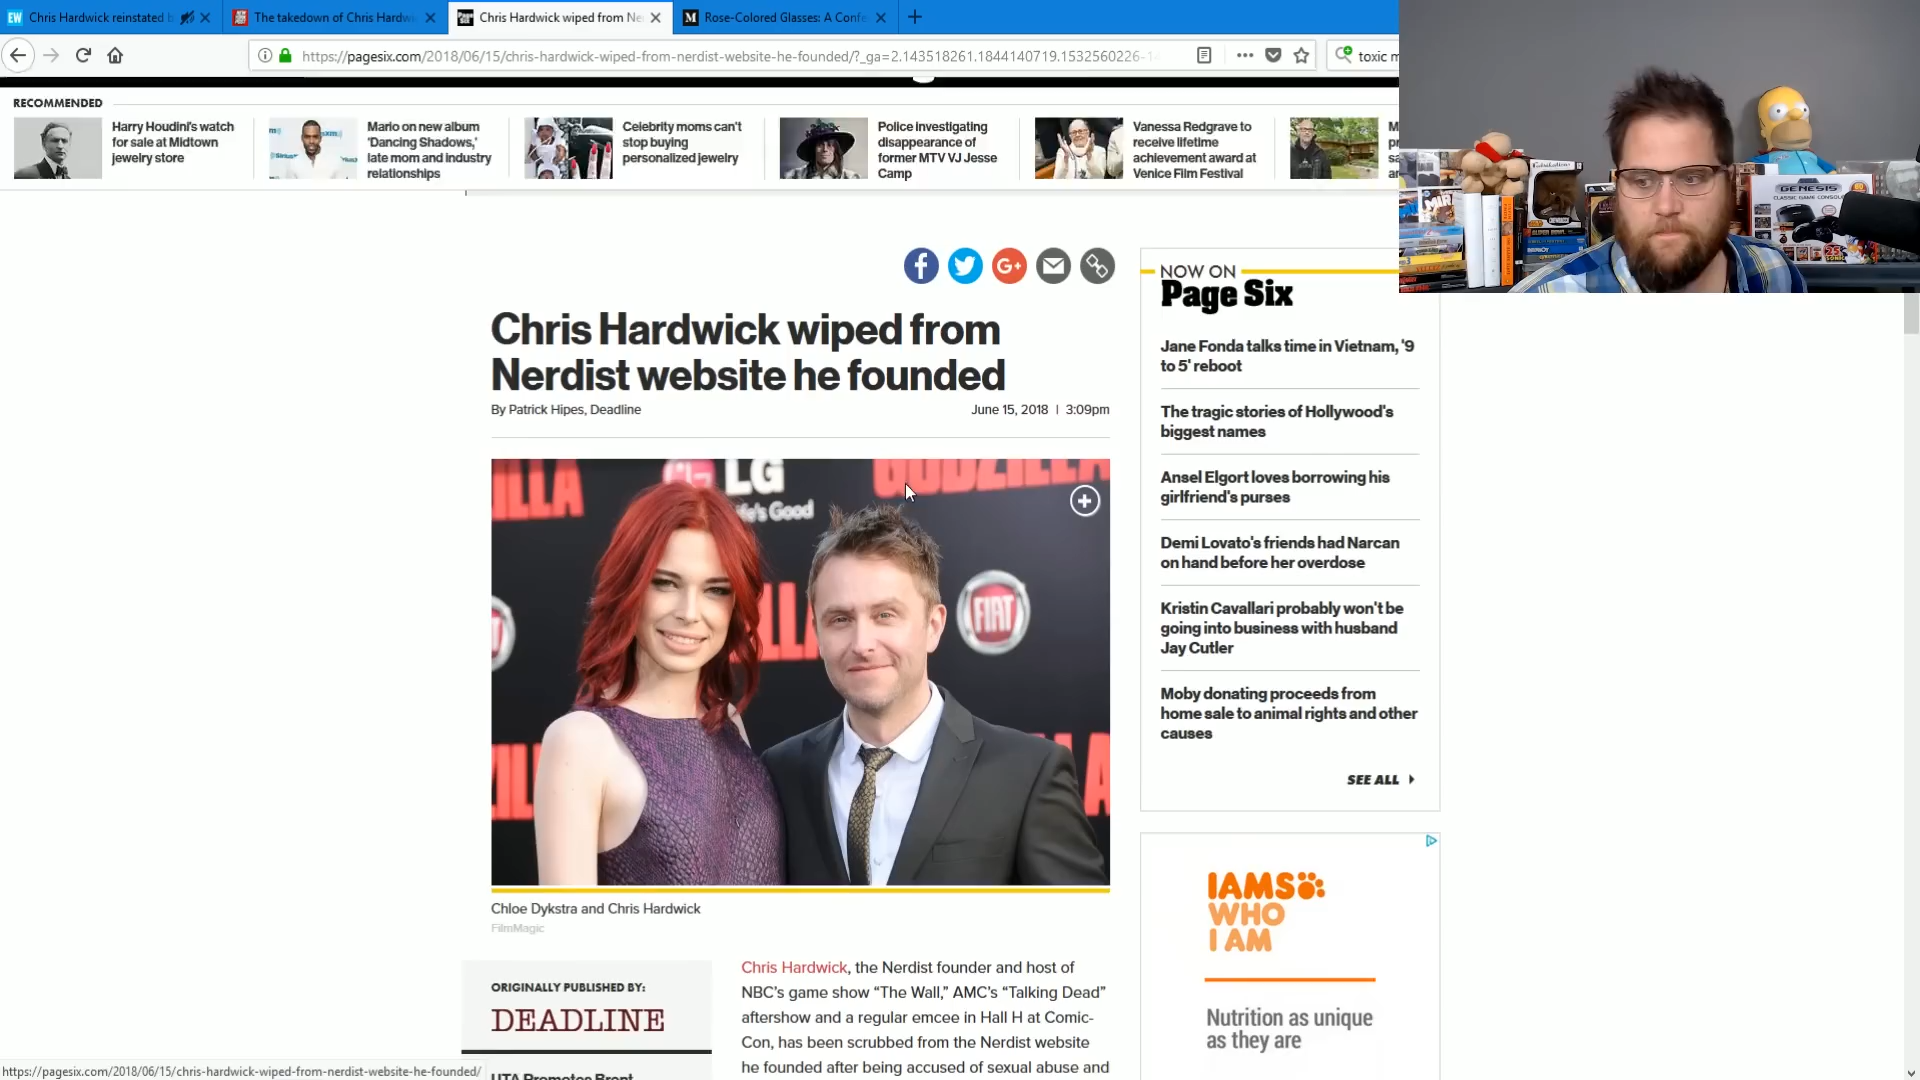 EW Chris Hardwick reinstated b
The takedown of Chris Hardwi
Chris Hardwick wiped from Ne
M Rose-Colored Glasses: A Confe
https://pagesix.com/2018/06/15/chris-hardwick-wiped-from-nerdist-website-he-founded/?_ga=2.143518261.1844140719.1532560226-1
toxic m
RECOMMENDED
Harry Houdini's watch
for sale at Midtown
jewelry store
Mario on new album
'Dancing Shadows,'
late mom and industry
relationships
Celebrity moms can't
stop buying
personalized jewelry
Police investigating
disappearance of
former MTV VJ Jesse
Camp
Vanessa Redgrave to
receive lifetime
achievement award at
Venice Film Festival
GENESIS
Chris Hardwick wiped from
Nerdist website he founded
By Patrick Hipes, Deadline
June 15, 2018 | 3:09pm
LG
GODZILLA
ZILLA
FIAT
Chloe Dykstra and Chris Hardwick
FilmMagic
ORIGINALLY PUBLISHED BY:
DEADLINE
UTA Promotes Brent
Chris Hardwick, the Nerdist founder and host of
NBC's game show “The Wall,” AMC's “Talking Dead”
aftershow and a regular emcee in Hall H at Comic-
Con, has been scrubbed from the Nerdist website
he founded after being accused of sexual abuse and
NOW ON
Page Six
Jane Fonda talks time in Vietnam, '9
to 5' reboot
The tragic stories of Hollywood's
biggest names
Ansel Elgort loves borrowing his
girlfriend's purses
Demi Lovato's friends had Narcan
on hand before her overdose
Kristin Cavallari probably won't be
going into business with husband
Jay Cutler
Moby donating proceeds from
home sale to animal rights and other
causes
SEE ALL
IAMS
WHO
I AM
Nutrition as unique
as they are
https://pagesix.com/2018/06/15/chris-hardwick-wiped-from-nerdist-website-he-founded/